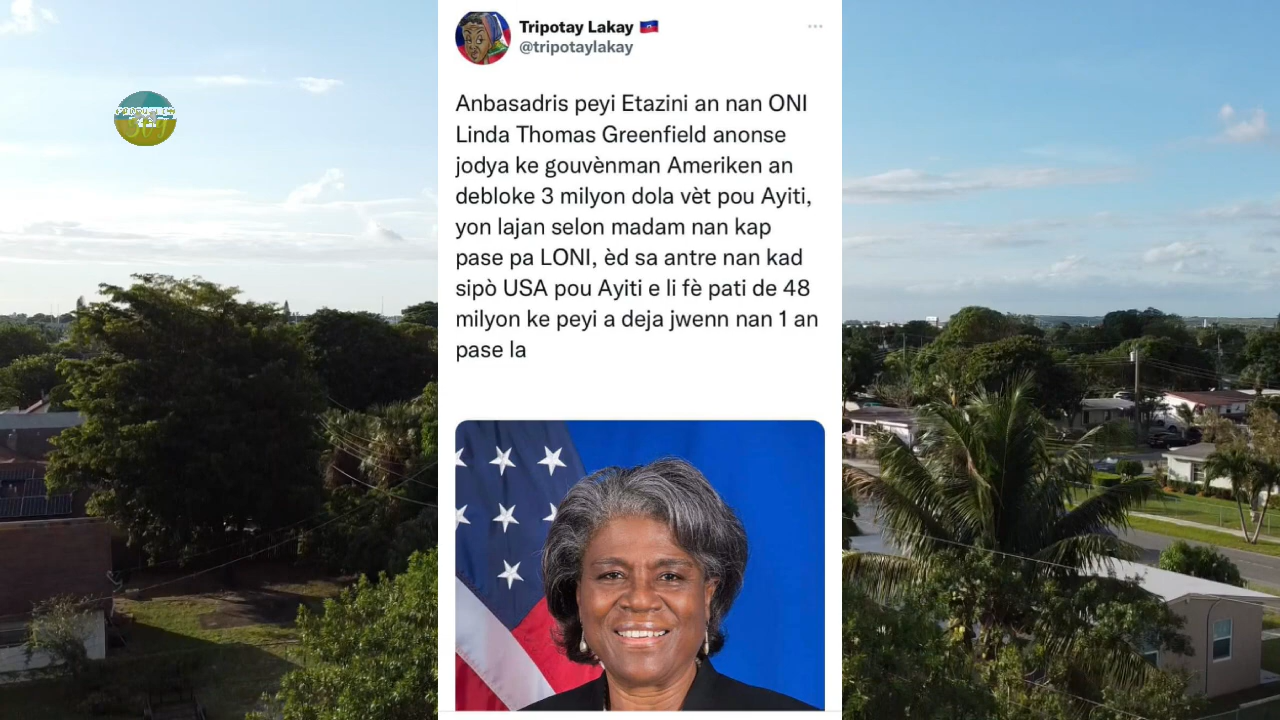 Tripotay Lakay
@tripotaylakay
Anbasadris peyi Etazini an nan ONI
Linda Thomas Greenfield anonse
jodya ke gouvènman Ameriken an
debloke 3 milyon dola vèt pou Ayiti,
yon lajan selon madam nan kap
pase pa LONI, èd sa antre nan kad
sipò USA pou Ayiti e li fè pati de 48
milyon ke peyi a deja jwenn nan 1 an
pase la